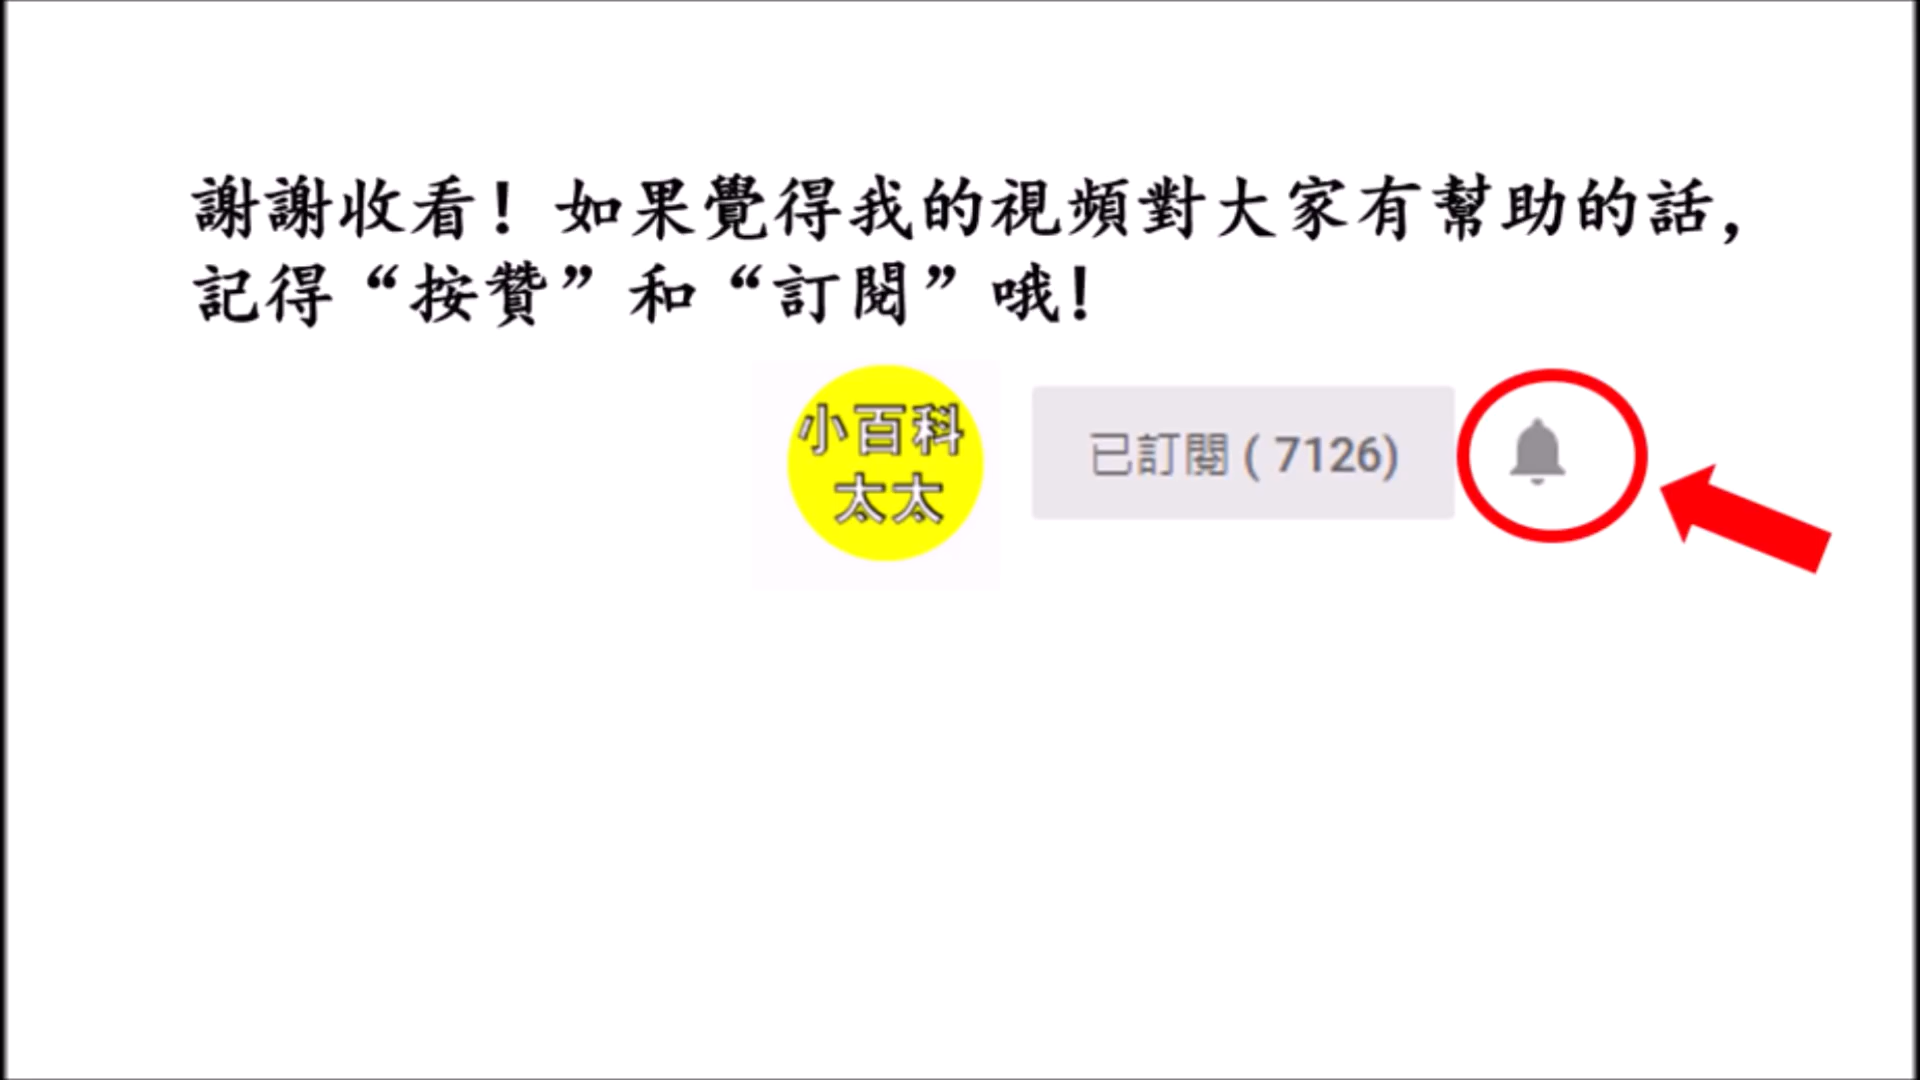 謝謝收看！如果覺得我的視頻對大家有幫助的話，
記得“按贊”和“訂閱”哦！
小百科
太太
已訂閱 ( 7126)